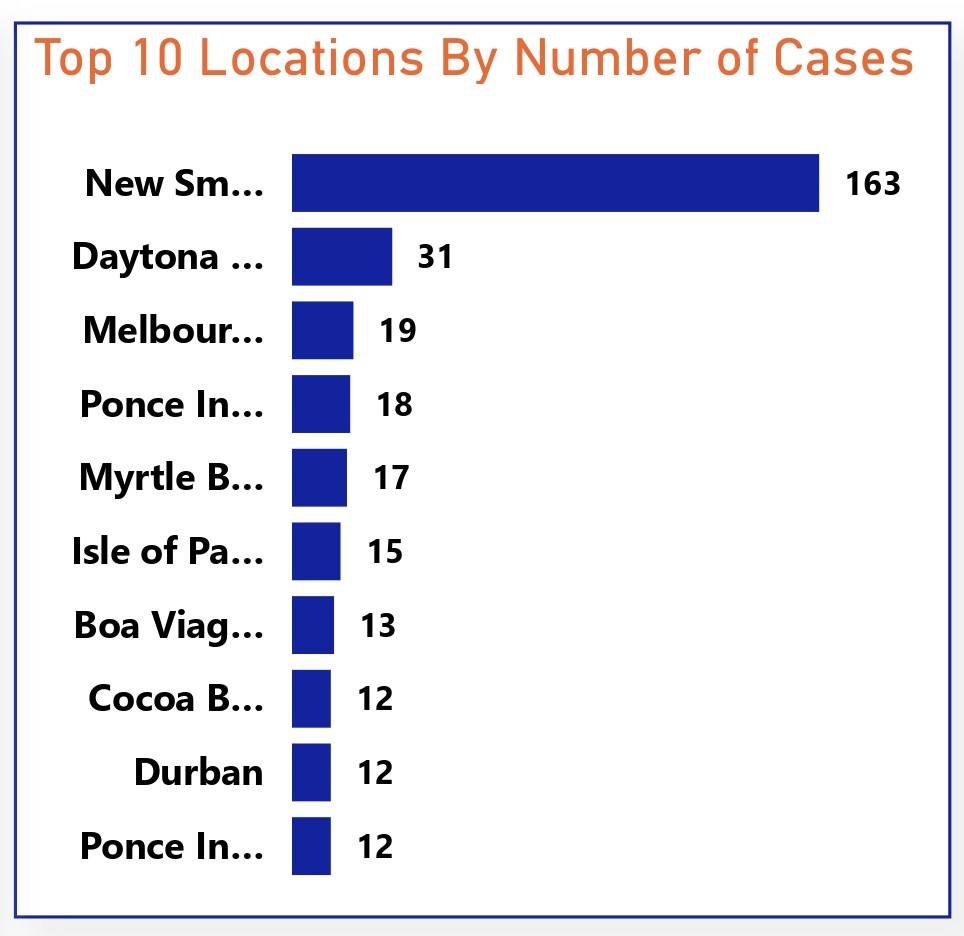 Top 10 Locations By Number of Cases
New Sm... 163
Daytona ... 31
Melbour... 19
Ponce In... 18
Myrtle B... 17
Isle of Pa... 15
Boa Viag... 13
Cocoa B... 12
Durban 12
Ponce In... 12